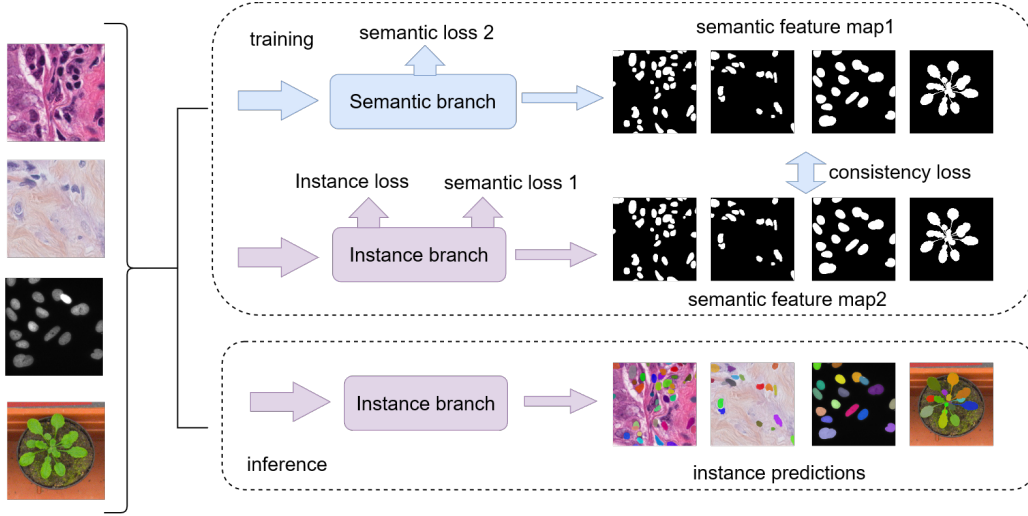 training
semantic loss 2
semantic feature map1
Semantic branch
consistency loss
Instance loss
semantic loss 1
Instance branch
semantic feature map2
Instance branch
inference
instance predictions